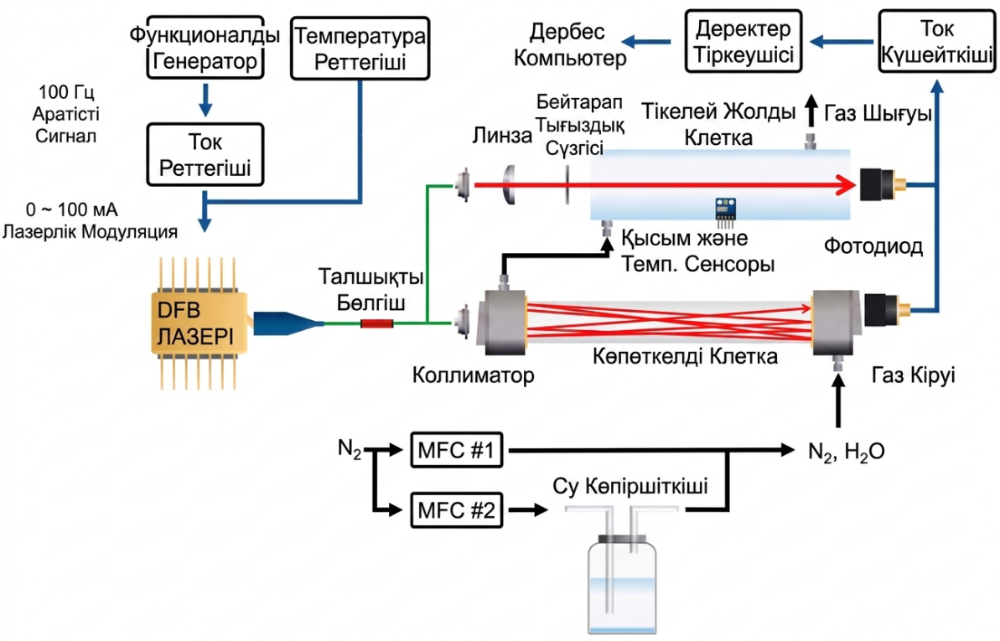 Функционалды
Генератор
Температура
Реттегіші
Дербес
Компьютер
Деректер
Тіркеушісі
Ток
Күшейткіші
100 Гц
Аратісті
Сигнал
Ток
Реттегіші
Линза
Бейтарап
Тығыздық
Сүзгісі
Тікелей Жолды
Клетка
Газ Шығуы
0 ~ 100 мА
Лазерлік Модуляция
Қысым және
Темп. Сенсоры
Фотодиод
Талшықты
Бөлгіш
DFB
ЛАЗЕРІ
Коллиматор
Көпөткелді Клетка
Газ Кіруі
N₂
MFC #1
N₂, H₂O
MFC #2
Су Көпіршіткіші